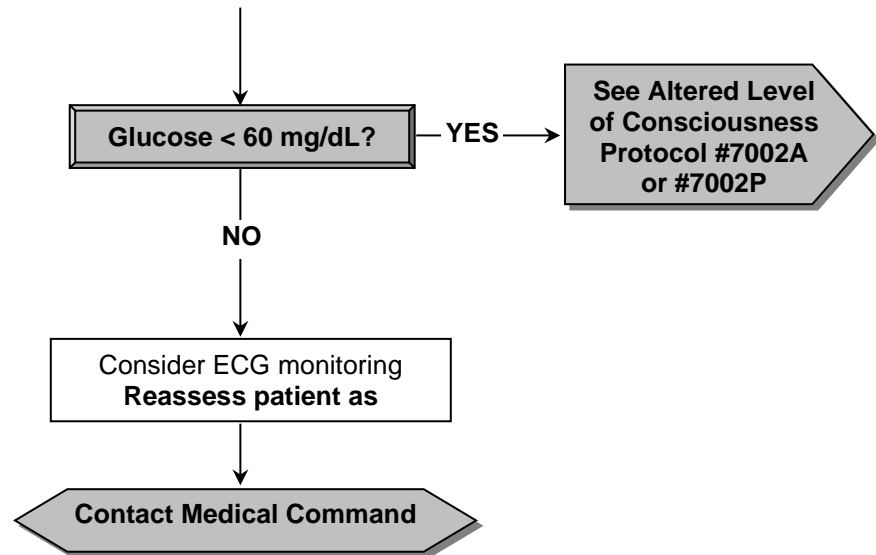 Glucose < 60 mg/dL?
YES
See Altered Level
of Consciousness
Protocol #7002A
or #7002P
NO
Consider ECG monitoring
Reassess patient as
Contact Medical Command